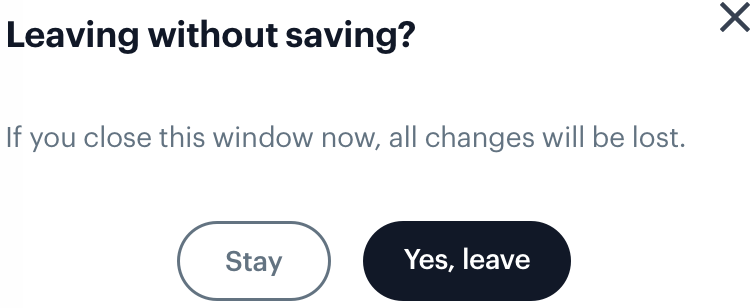 Leaving without saving?
If you close this window now, all changes will be lost.
Stay
Yes, leave